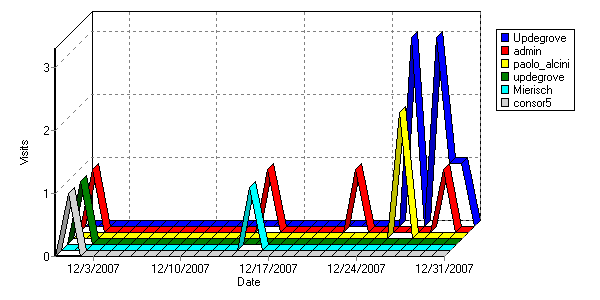 Updegrove
admin
paolo_alcini
updegrove
Mierisch
consor5
Visits
3
2
1
0
12/3/2007 12/10/2007 12/17/2007 12/24/2007 12/31/2007
Date